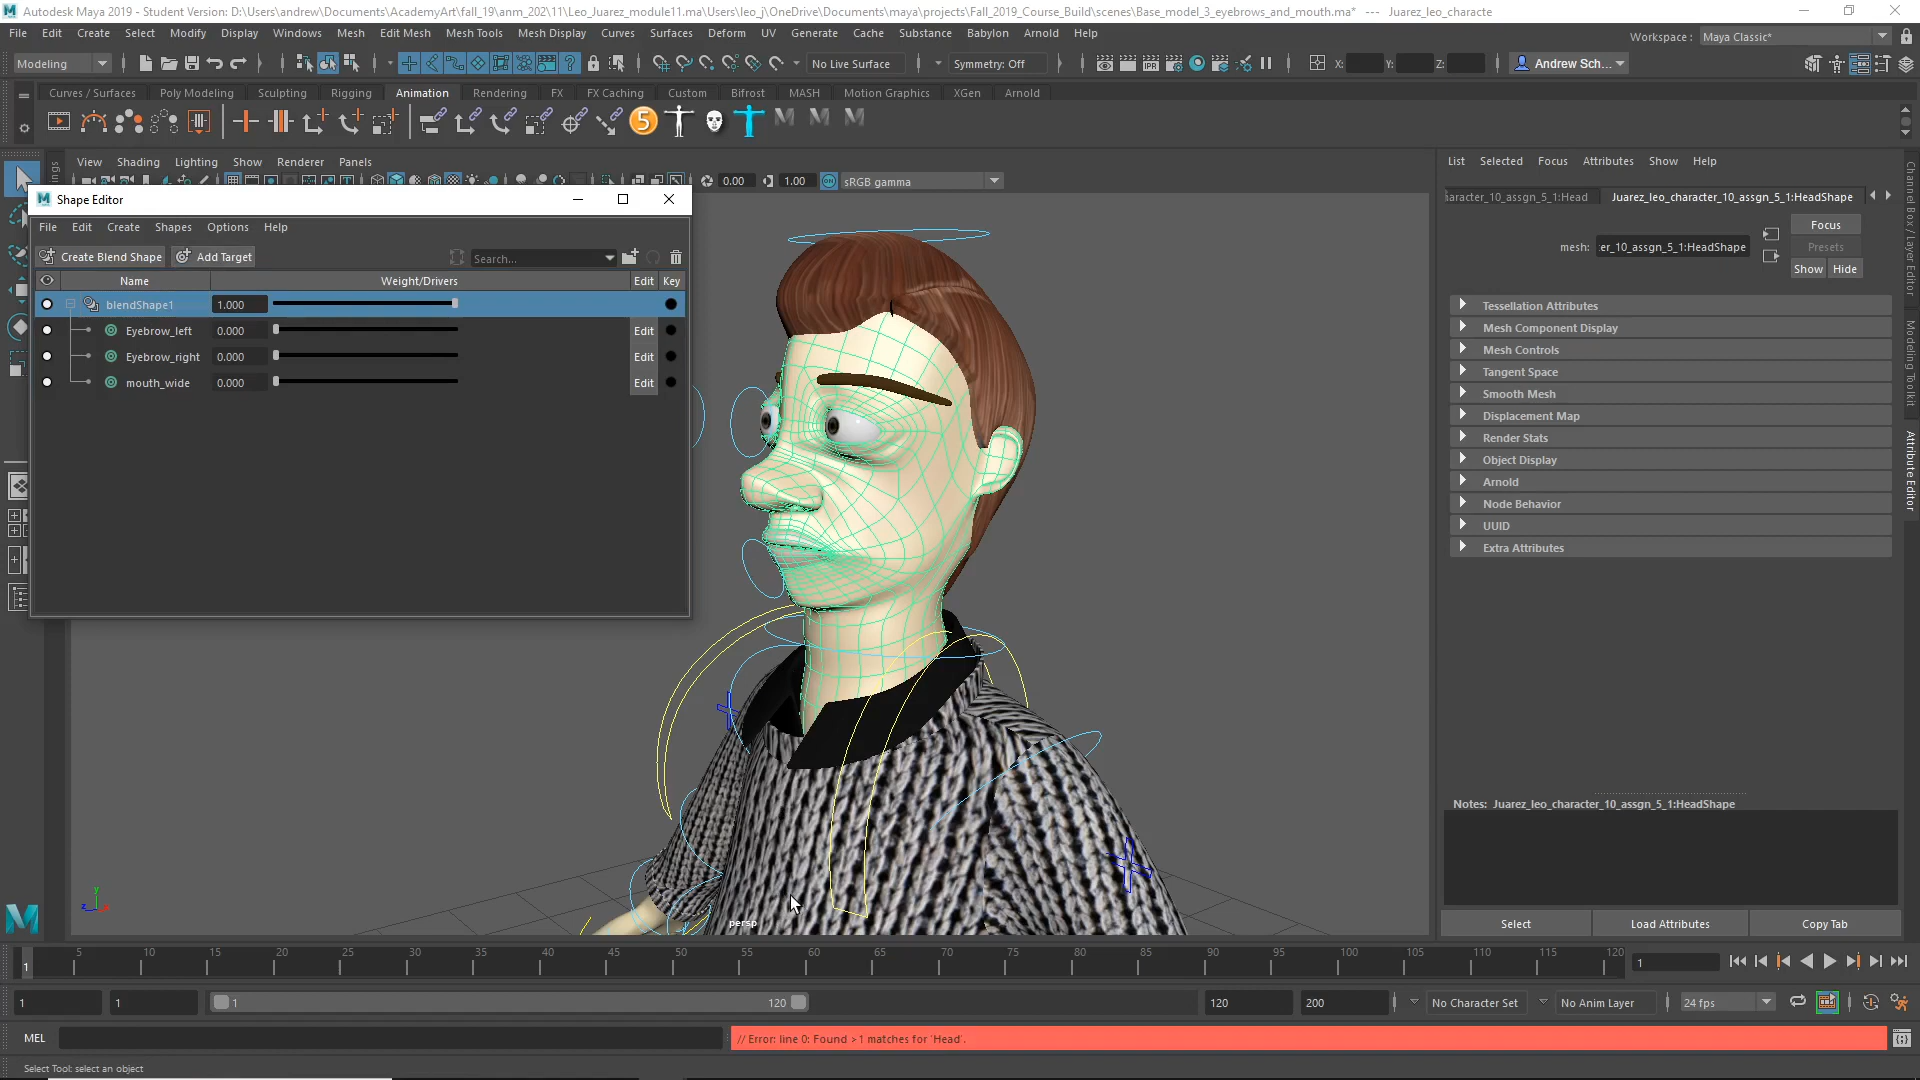 Autodesk Maya 2019 - Student Version: D:\Users\andrew\Documents\AcademyArt\fall_19\anm_202\11\Leo_Juarez_module11.ma\Users\leo_j\OneDrive\Documents\maya\projects\Fall_2019_Course_Build\scenes\Base_model_3_eyebrows_and_mouth.ma* --- Juarez_leo_characte
File Edit Create Select Modify Display Windows Mesh Edit Mesh Mesh Tools Mesh Display Curves Surfaces Deform UV Generate Cache Substance Babylon Arnold Help
Workspace : Maya Classic*
Modeling No Live Surface Symmetry: Off X: Y: Z: Andrew Sch...
Curves / Surfaces Poly Modeling Sculpting Rigging Animation Rendering FX FX Caching Custom Bifrost MASH Motion Graphics XGen Arnold
View Shading Lighting Show Renderer Panels
0.00 1.00 sRGB gamma
Shape Editor
File Edit Create Shapes Options Help
Create Blend Shape Add Target Search...
Name Weight/Drivers Edit Key
blendShape1 1.000
Eyebrow_left 0.000 Edit
Eyebrow_right 0.000 Edit
mouth_wide 0.000 Edit
persp
y
z
List Selected Focus Attributes Show Help
aracter_10_assgn_5_1:Head Juarez_leo_character_10_assgn_5_1:HeadShape
Focus
mesh: er_10_assgn_5_1:HeadShape Presets
Show Hide
Tessellation Attributes
Mesh Component Display
Mesh Controls
Tangent Space
Smooth Mesh
Displacement Map
Render Stats
Object Display
Arnold
Node Behavior
UUID
Extra Attributes
Notes: Juarez_leo_character_10_assgn_5_1:HeadShape
Select Load Attributes Copy Tab
Channel Box / Layer Editor
Modeling Toolkit
Attribute Editor
1 5 10 15 20 25 30 35 40 45 50 55 60 65 70 75 80 85 90 95 100 105 110 115 120 1
1 1 1 120 120 200 No Character Set No Anim Layer 24 fps
MEL // Error: line 0: Found > 1 matches for 'Head'.
Select Tool: select an object